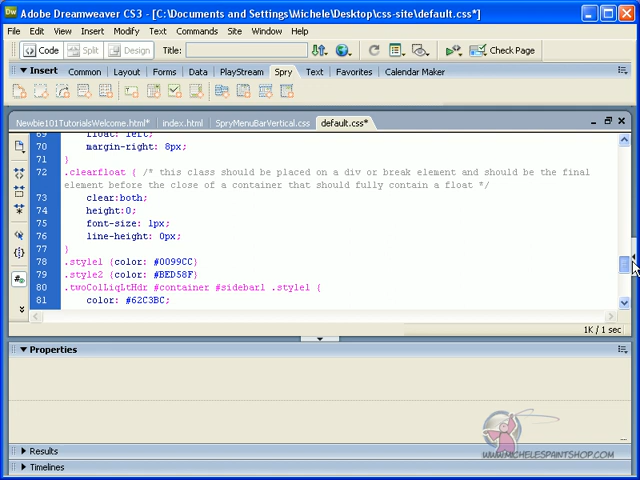 Adobe Dreamweaver CS3 - [C:\Documents and Settings\Michele\Desktop\css-site\default.css*]
File Edit View Insert Modify Text Commands Site Window Help
Code Split Design Title: Check Page
Insert Common Layout Forms Data PlayStream Spry Text Favorites Calendar Maker
Newbie101TutorialsWelcome.html* index.html SpryMenuBarVertical.css default.css*
69 float: left;
70 margin-right: 8px;
71 }
72 .clearfloat { /* this class should be placed on a div or break element and should be the final
element before the close of a container that should fully contain a float */
73 clear:both;
74 height:0;
75 font-size: 1px;
76 line-height: 0px;
77 }
78 .style1 {color: #0099CC}
79 .style2 {color: #BED58F}
80 .twoColLiqLtHdr #container #sidebar1 .style1 {
81 color: #62C3BC;
1K / 1 sec
Properties
WWW.MICHELESPAINTSHOP.COM
Results
Timelines